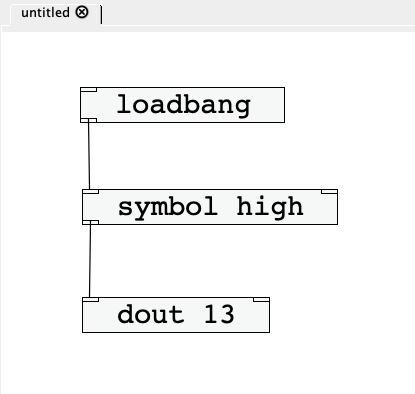 untitled
loadbang
symbol high
dout 13